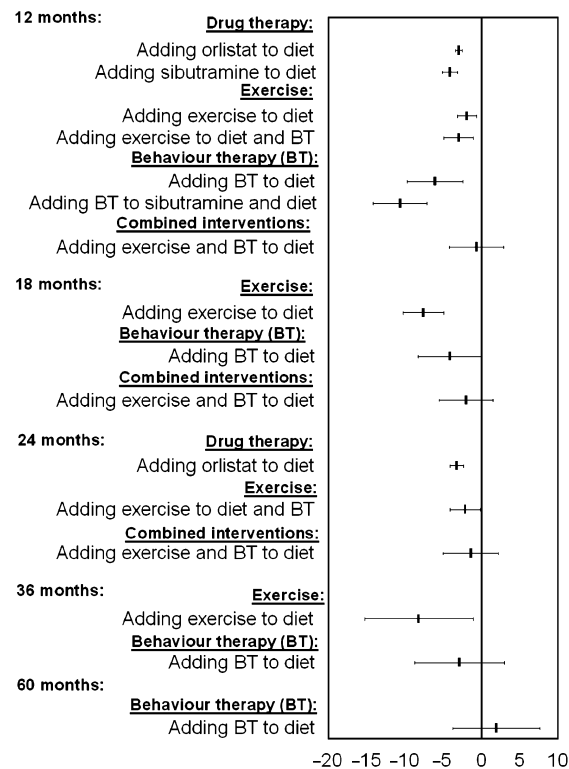 12 months:
Drug therapy:
Adding orlistat to diet
Adding sibutramine to diet
Exercise:
Adding exercise to diet
Adding exercise to diet and BT
Behaviour therapy (BT):
Adding BT to diet
Adding BT to sibutramine and diet
Combined interventions:
Adding exercise and BT to diet
18 months:
Exercise:
Adding exercise to diet
Behaviour therapy (BT):
Adding BT to diet
Combined interventions:
Adding exercise and BT to diet
24 months:
Drug therapy:
Adding orlistat to diet
Exercise:
Adding exercise to diet and BT
Combined interventions:
Adding exercise and BT to diet
36 months:
Exercise:
Adding exercise to diet
Behaviour therapy (BT):
Adding BT to diet
60 months:
Behaviour therapy (BT):
Adding BT to diet
−20 −15 −10 −5 0 5 10